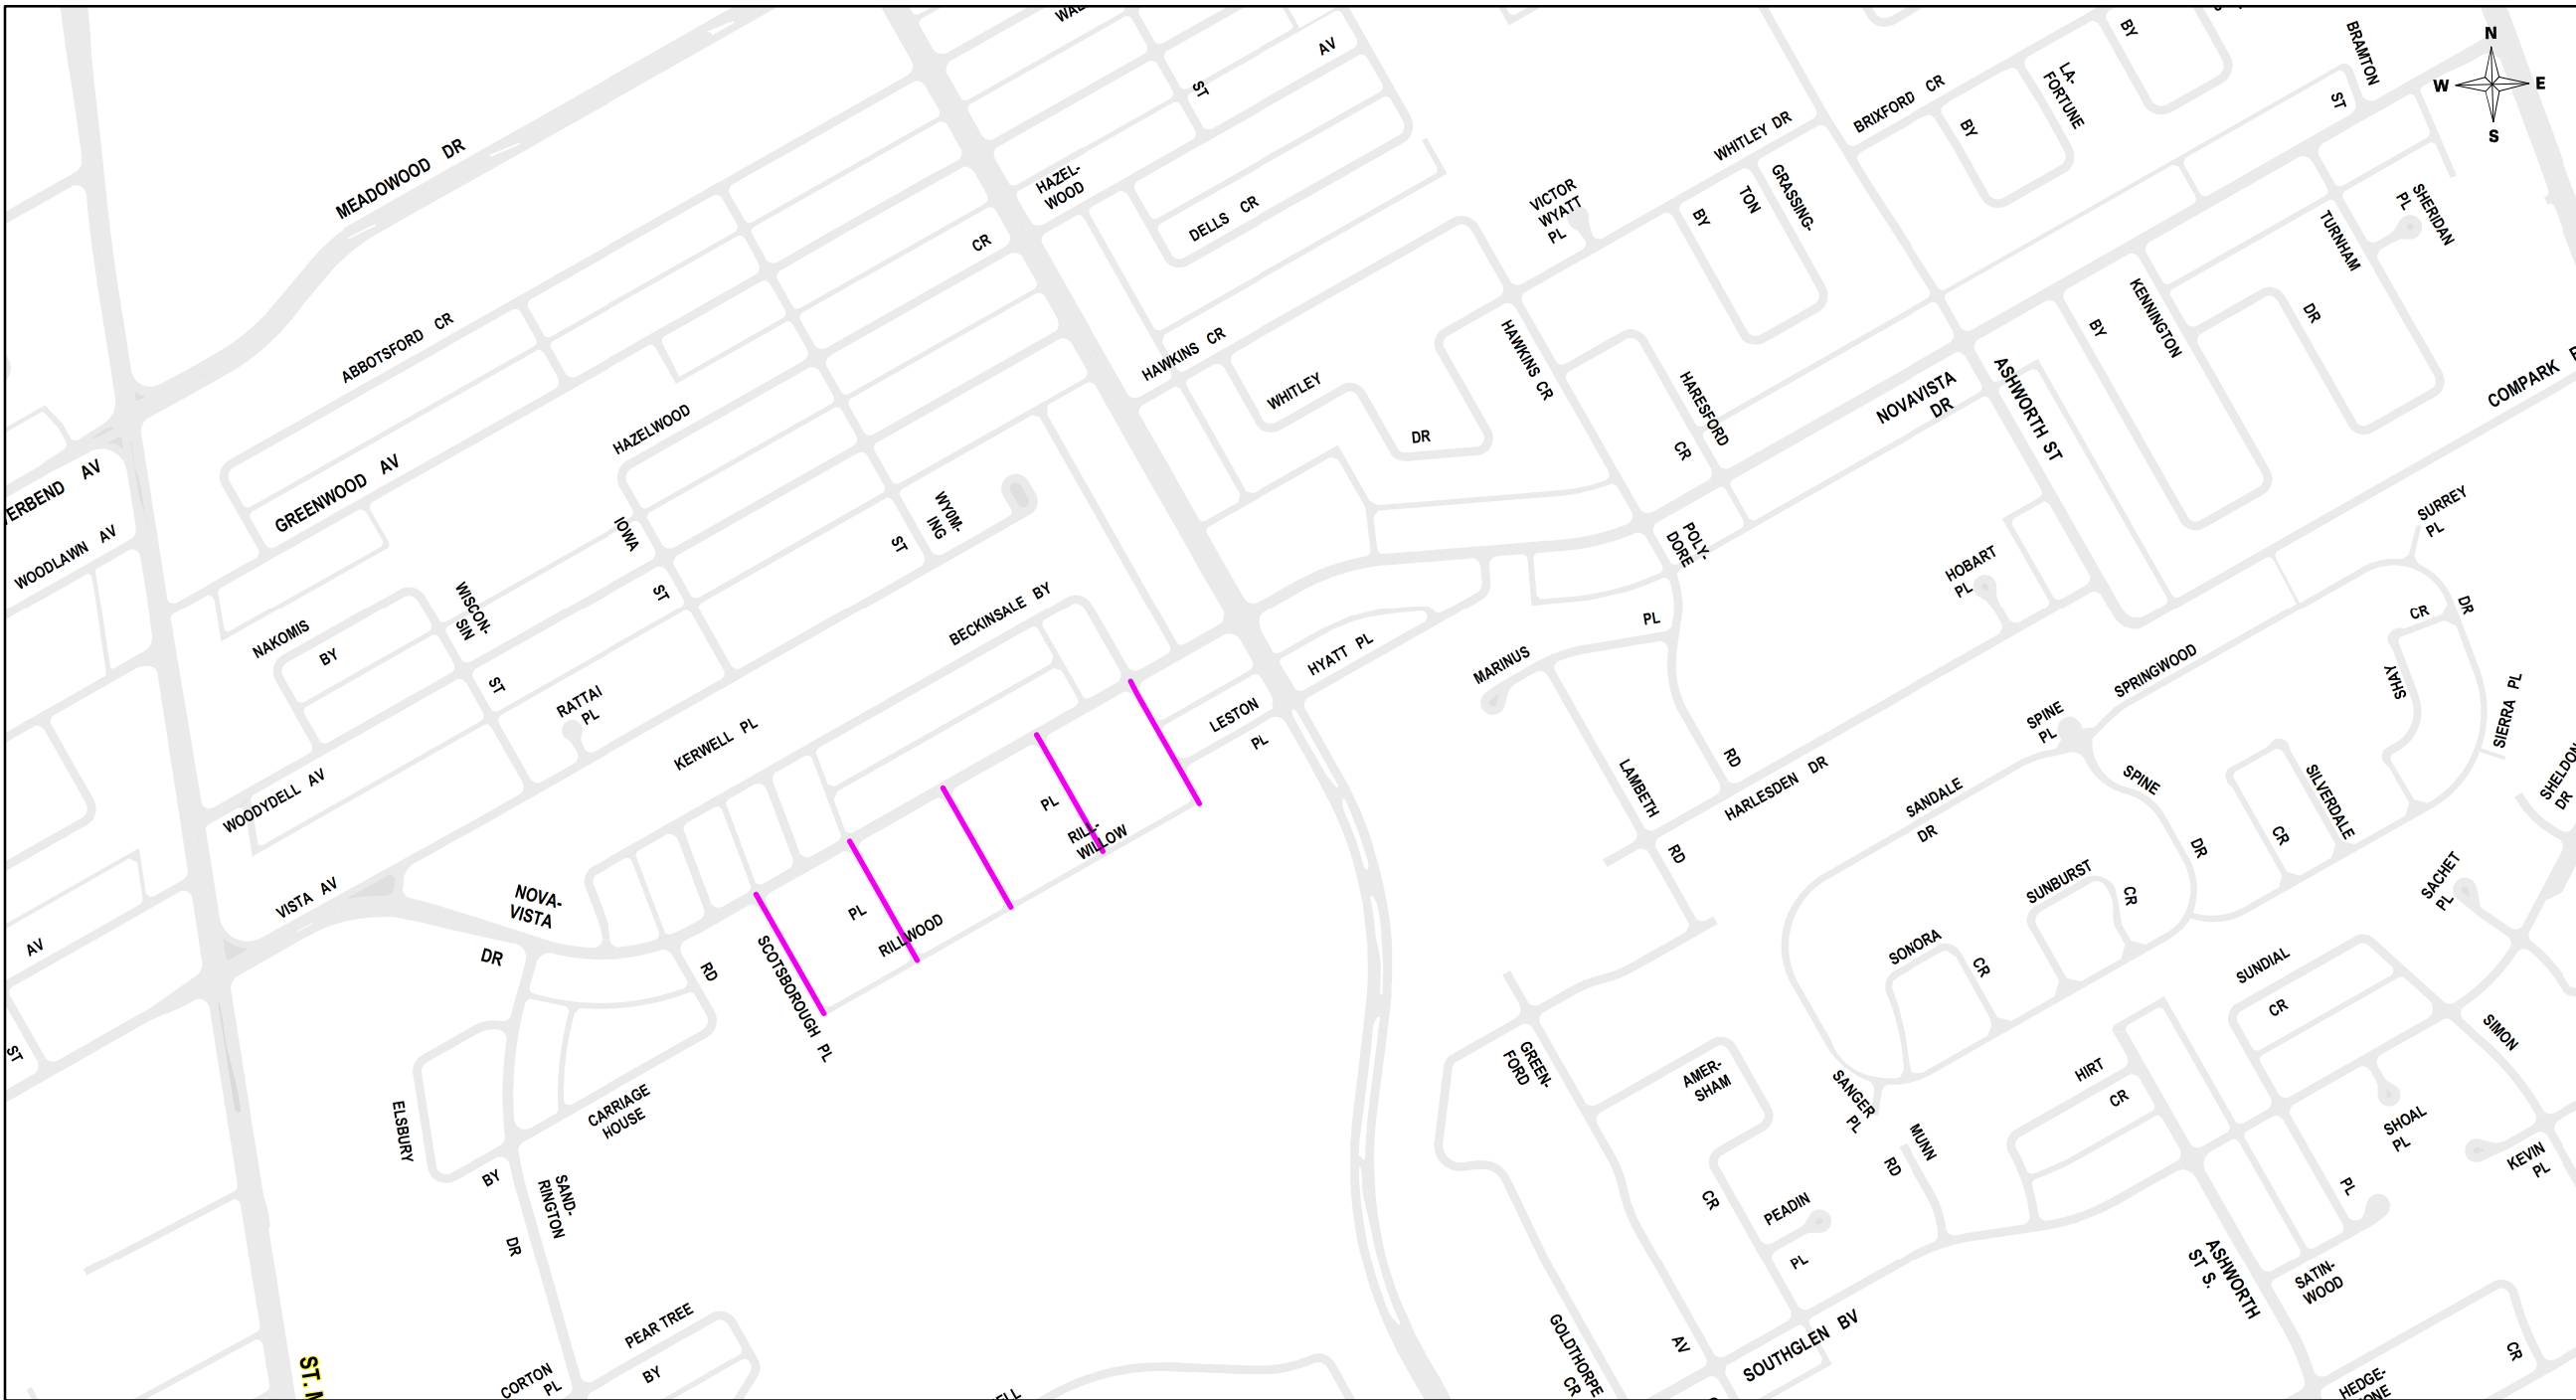 N
W E
S
MEADOWOOD DR
AV
ST
HAZEL-
WOOD
DELLS CR
CR
ABBOTSFORD CR
HAZELWOOD
GREENWOOD AV
AV
WOODLAWN AV
NAKOMIS
BY
WISCON-
SIN
ST
IOWA
ST
WYOM-
ING
ST
RATTAI
PL
BECKINSALE BY
KERWELL PL
WOODYDELL AV
VISTA AV
AV
ST
NOVA-
VISTA
DR
RD
SCOTSBOROUGH PL
PL
RILLWOOD
PL
RILL-
WILLOW
LESTON
PL
HYATT PL
ELSBURY
BY
CARRIAGE
HOUSE
SAND-
RINGTON
DR
PEAR TREE
BY
CORTON
PL
HAWKINS CR
WHITLEY
DR
HAWKINS CR
VICTOR
WYATT
PL
WHITLEY DR
GRASSING-
TON
BY
BRIXFORD CR
BY
LA-
FORTUNE
BY
BRAMTON
ST
SHERIDAN
PL
TURNHAM
DR
KENNINGTON
BY
COMPARK
NOVAVISTA
DR
ASHWORTH ST
HARESFORD
CR
POLY-
DORE
PL
MARINUS
HOBART
PL
SURREY
PL
DR
CR
SHAY
SIERRA PL
SHELDON
DR
SPRINGWOOD
SPINE
PL
SPINE
DR
SILVERDALE
CR
LAMBETH
RD
RD
HARLESDEN DR
SANDALE
DR
SUNBURST
CR
SONORA
CR
SACHET
PL
SUNDIAL
CR
SIMON
GREEN-
FORD
AMER-
SHAM
CR
SANGER
PL
MUNN
RD
HIRT
CR
SHOAL
PL
KEVIN
PL
PEADIN
PL
PL
SATIN-
WOOD
ASHWORTH
ST S.
GOLDTHORPE
CR
AV
SOUTHGLEN BV
CR
HEDGE-
ST.